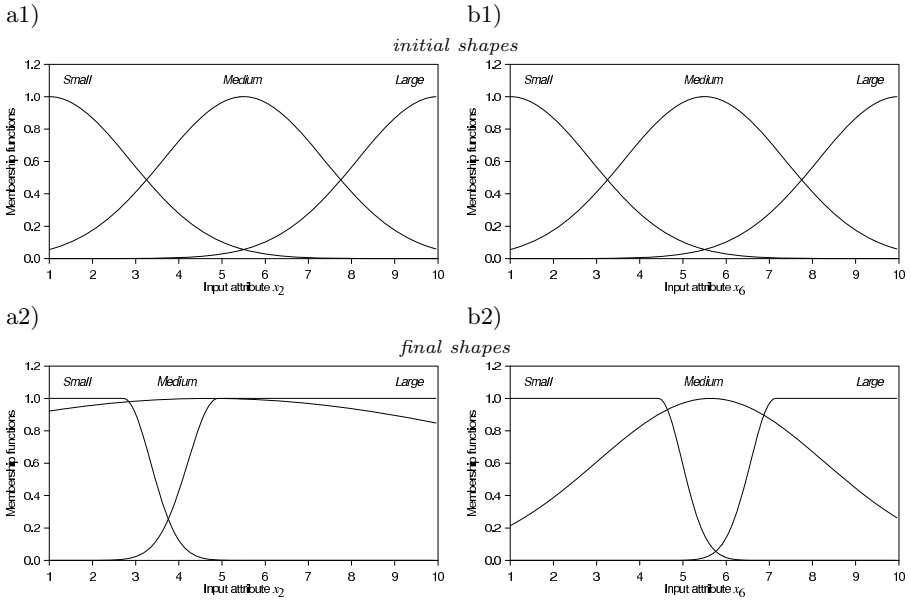 a1) b1)
initial shapes
1.2 Small Medium Large
1.0
0.8
0.6
0.4
0.2
0.0
Membership functions
1 2 3 4 5 6 7 8 9 10
Input attribute x2
1.2 Small Medium Large
1.0
0.8
0.6
0.4
0.2
0.0
Membership functions
1 2 3 4 5 6 7 8 9 10
Input attribute x6
a2) b2)
final shapes
1.2 Small Medium Large
1.0
0.8
0.6
0.4
0.2
0.0
Membership functions
1 2 3 4 5 6 7 8 9 10
Input attribute x2
1.2 Small Medium Large
1.0
0.8
0.6
0.4
0.2
0.0
Membership functions
1 2 3 4 5 6 7 8 9 10
Input attribute x6